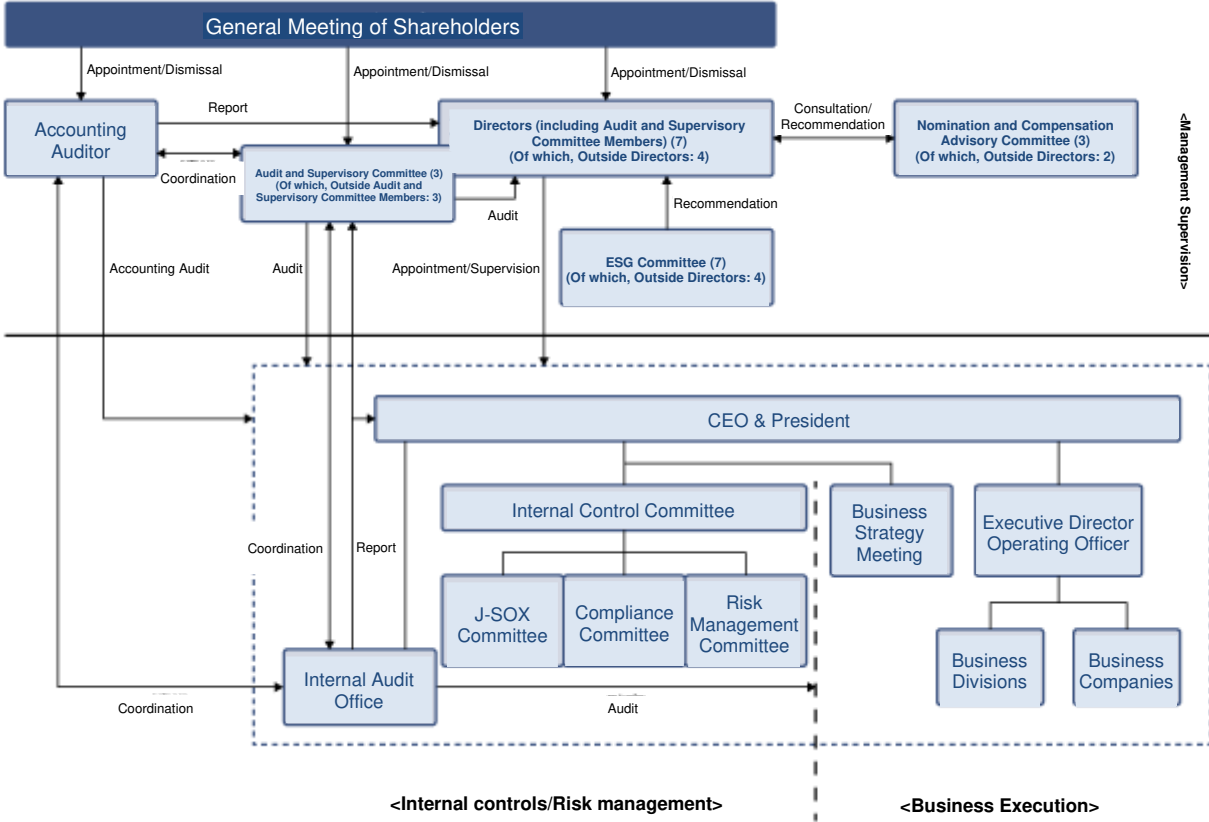 General Meeting of Shareholders
Appointment/Dismissal
Appointment/Dismissal
Appointment/Dismissal
Accounting
Auditor
Report
Directors (including Audit and Supervisory
Committee Members) (7)
(Of which, Outside Directors: 4)
Consultation/
Recommendation
Nomination and Compensation
Advisory Committee (3)
(Of which, Outside Directors: 2)
<Management Supervision>
Coordination
Audit and Supervisory Committee (3)
(Of which, Outside Audit and
Supervisory Committee Members: 3)
Audit
Recommendation
Accounting Audit
Audit
Appointment/Supervision
ESG Committee (7)
(Of which, Outside Directors: 4)
CEO & President
Internal Control Committee
Business
Strategy
Meeting
Executive Director
Operating Officer
Coordination
Report
J-SOX
Committee
Compliance
Committee
Risk
Management
Committee
Internal Audit
Office
Business
Divisions
Business
Companies
Coordination
Audit
<Internal controls/Risk management>
<Business Execution>